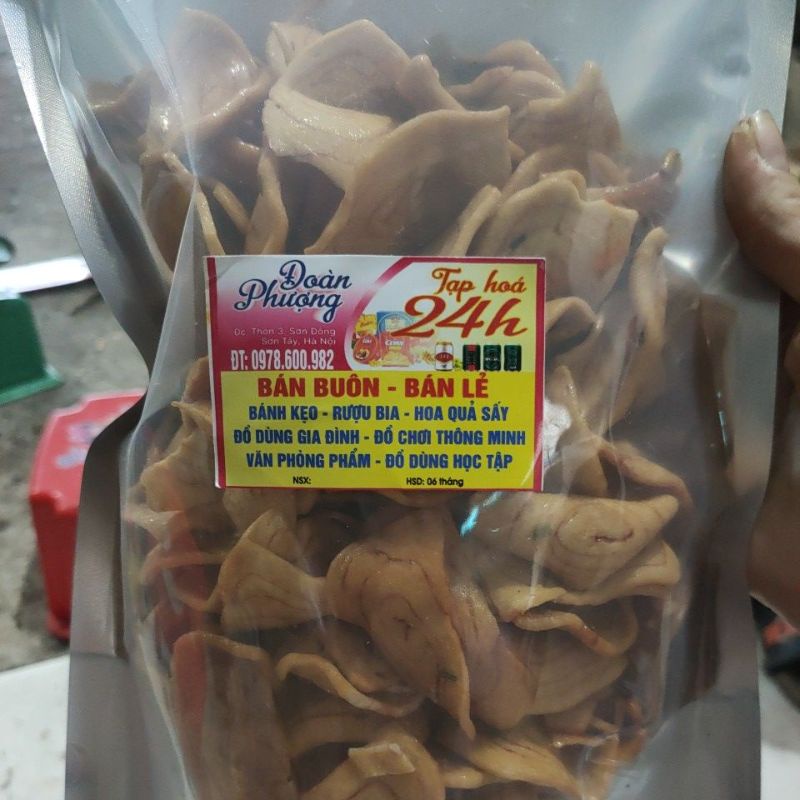 Đoàn Phượng
Tạp hoá
24h
Đc: Thôn 3, Sơn Đông
Sơn Tây, Hà Nội
ĐT: 0978.600.982
BÁN BUÔN - BÁN LẺ
BÁNH KẸO - RƯỢU BIA - HOA QUẢ SẤY
ĐỒ DÙNG GIA ĐÌNH - ĐỒ CHƠI THÔNG MINH
VĂN PHÒNG PHẨM - ĐỒ DÙNG HỌC TẬP
NSX: HSD: 06 tháng